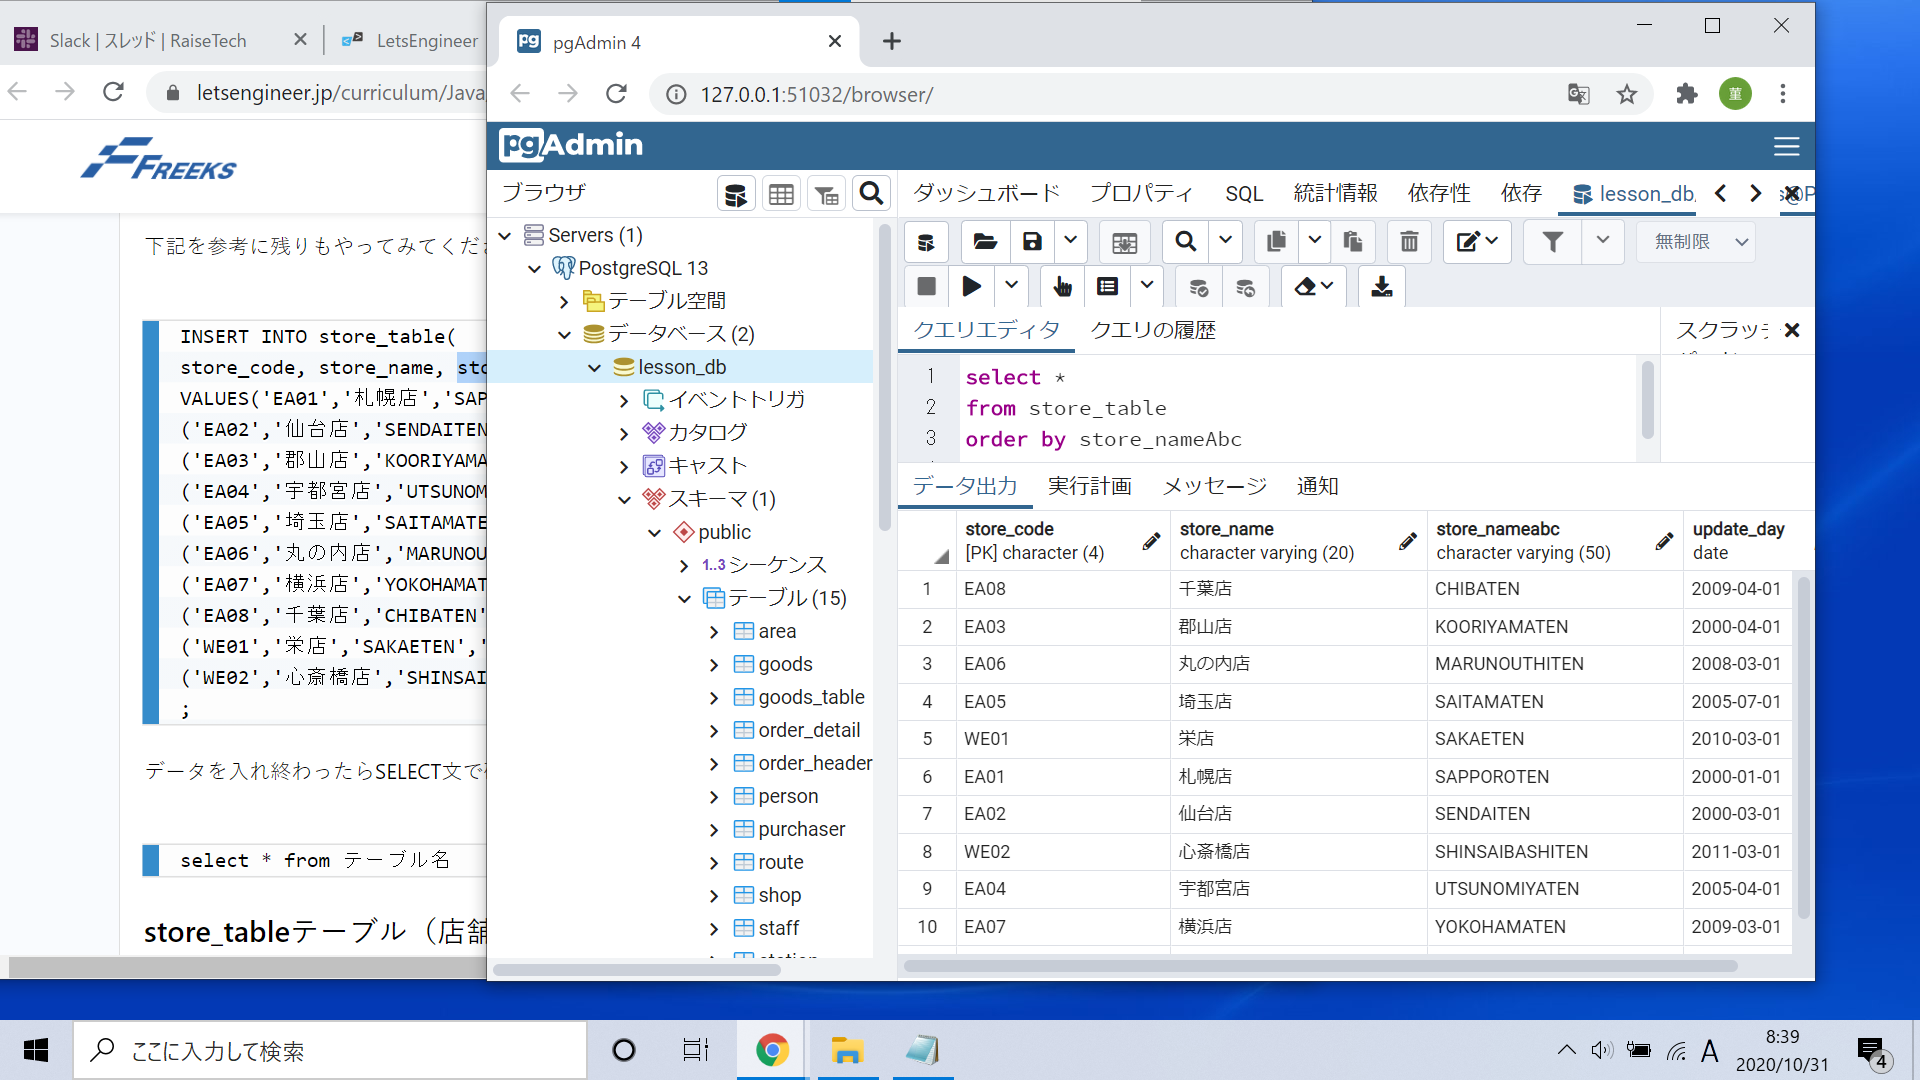 Slack | スレッド | RaiseTech
LetsEngineer
letsengineer.jp/curriculum/Java
FREEKS
下記を参考に残りもやってみてくだ
INSERT INTO store_table(
store_code, store_name, sto
VALUES('EA01','札幌店','SAP
('EA02','仙台店','SENDAITEN
('EA03','郡山店','KOORIYAMA
('EA04','宇都宮店','UTSUNOM
('EA05','埼玉店','SAITAMATE
('EA06','丸の内店','MARUNOU
('EA07','横浜店','YOKOHAMAT
('EA08','千葉店','CHIBATEN'
('WE01','栄店','SAKAETEN','
('WE02','心斎橋店','SHINSAI
;
データを入れ終わったらSELECT文で
select * from テーブル名
store_tableテーブル（店舗
pgAdmin 4
127.0.0.1:51032/browser/
菫
pgAdmin
ブラウザ
Servers (1)
PostgreSQL 13
テーブル空間
データベース (2)
lesson_db
イベントトリガ
カタログ
キャスト
スキーマ (1)
public
1..3 シーケンス
テーブル (15)
area
goods
goods_table
order_detail
order_header
person
purchaser
route
shop
staff
station
ダッシュボード プロパティ SQL 統計情報 依存性 依存 lesson_db/ s@P
無制限
クエリエディタ クエリの履歴
スクラッチ
1 select *
2 from store_table
3 order by store_nameAbc
データ出力 実行計画 メッセージ 通知
store_code store_name store_nameabc update_day
[PK] character (4) character varying (20) character varying (50) date
1 EA08 千葉店 CHIBATEN 2009-04-01
2 EA03 郡山店 KOORIYAMATEN 2000-04-01
3 EA06 丸の内店 MARUNOUTHITEN 2008-03-01
4 EA05 埼玉店 SAITAMATEN 2005-07-01
5 WE01 栄店 SAKAETEN 2010-03-01
6 EA01 札幌店 SAPPOROTEN 2000-01-01
7 EA02 仙台店 SENDAITEN 2000-03-01
8 WE02 心斎橋店 SHINSAIBASHITEN 2011-03-01
9 EA04 宇都宮店 UTSUNOMIYATEN 2005-04-01
10 EA07 横浜店 YOKOHAMATEN 2009-03-01
ここに入力して検索
A
8:39
2020/10/31
4